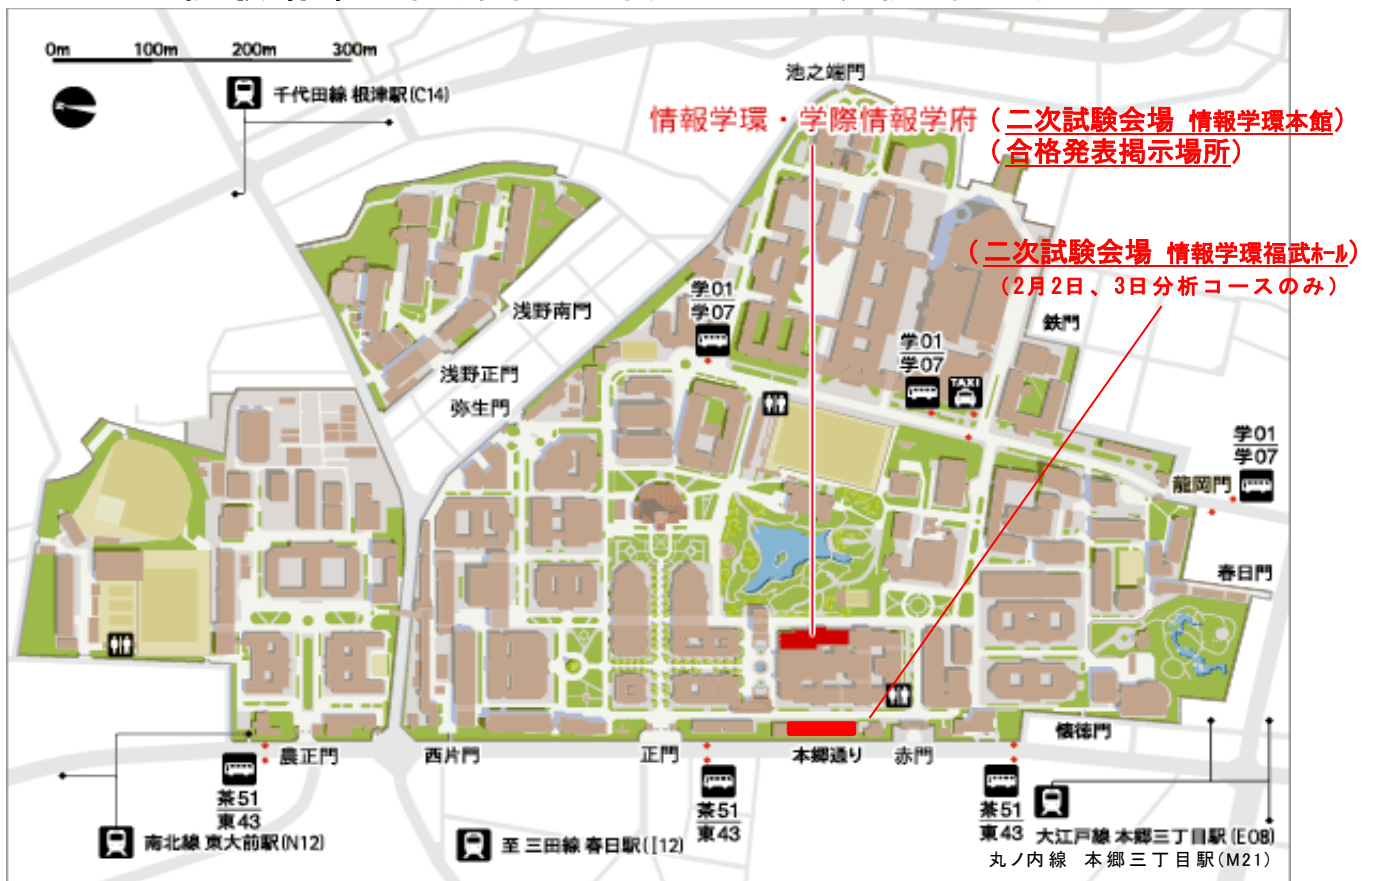 0m 100m 200m 300m
千代田線 根津駅(C14)
池之端門
情報学環・学際情報学府
(二次試験会場 情報学環本館)
(合格発表掲示場所)
(二次試験会場 情報学環福武ホール)
(2月2日、3日分析コースのみ)
学01
学07
浅野南門
鉄門
学01
学07
TAXI
浅野正門
弥生門
学01
学07
龍岡門
春日門
懐徳門
農正門
西片門
正門
本郷通り
赤門
茶51
東43
茶51
東43
茶51
東43
南北線 東大前駅(N12)
至 三田線 春日駅(I12)
大江戸線 本郷三丁目駅(E08)
丸ノ内線 本郷三丁目駅(M21)